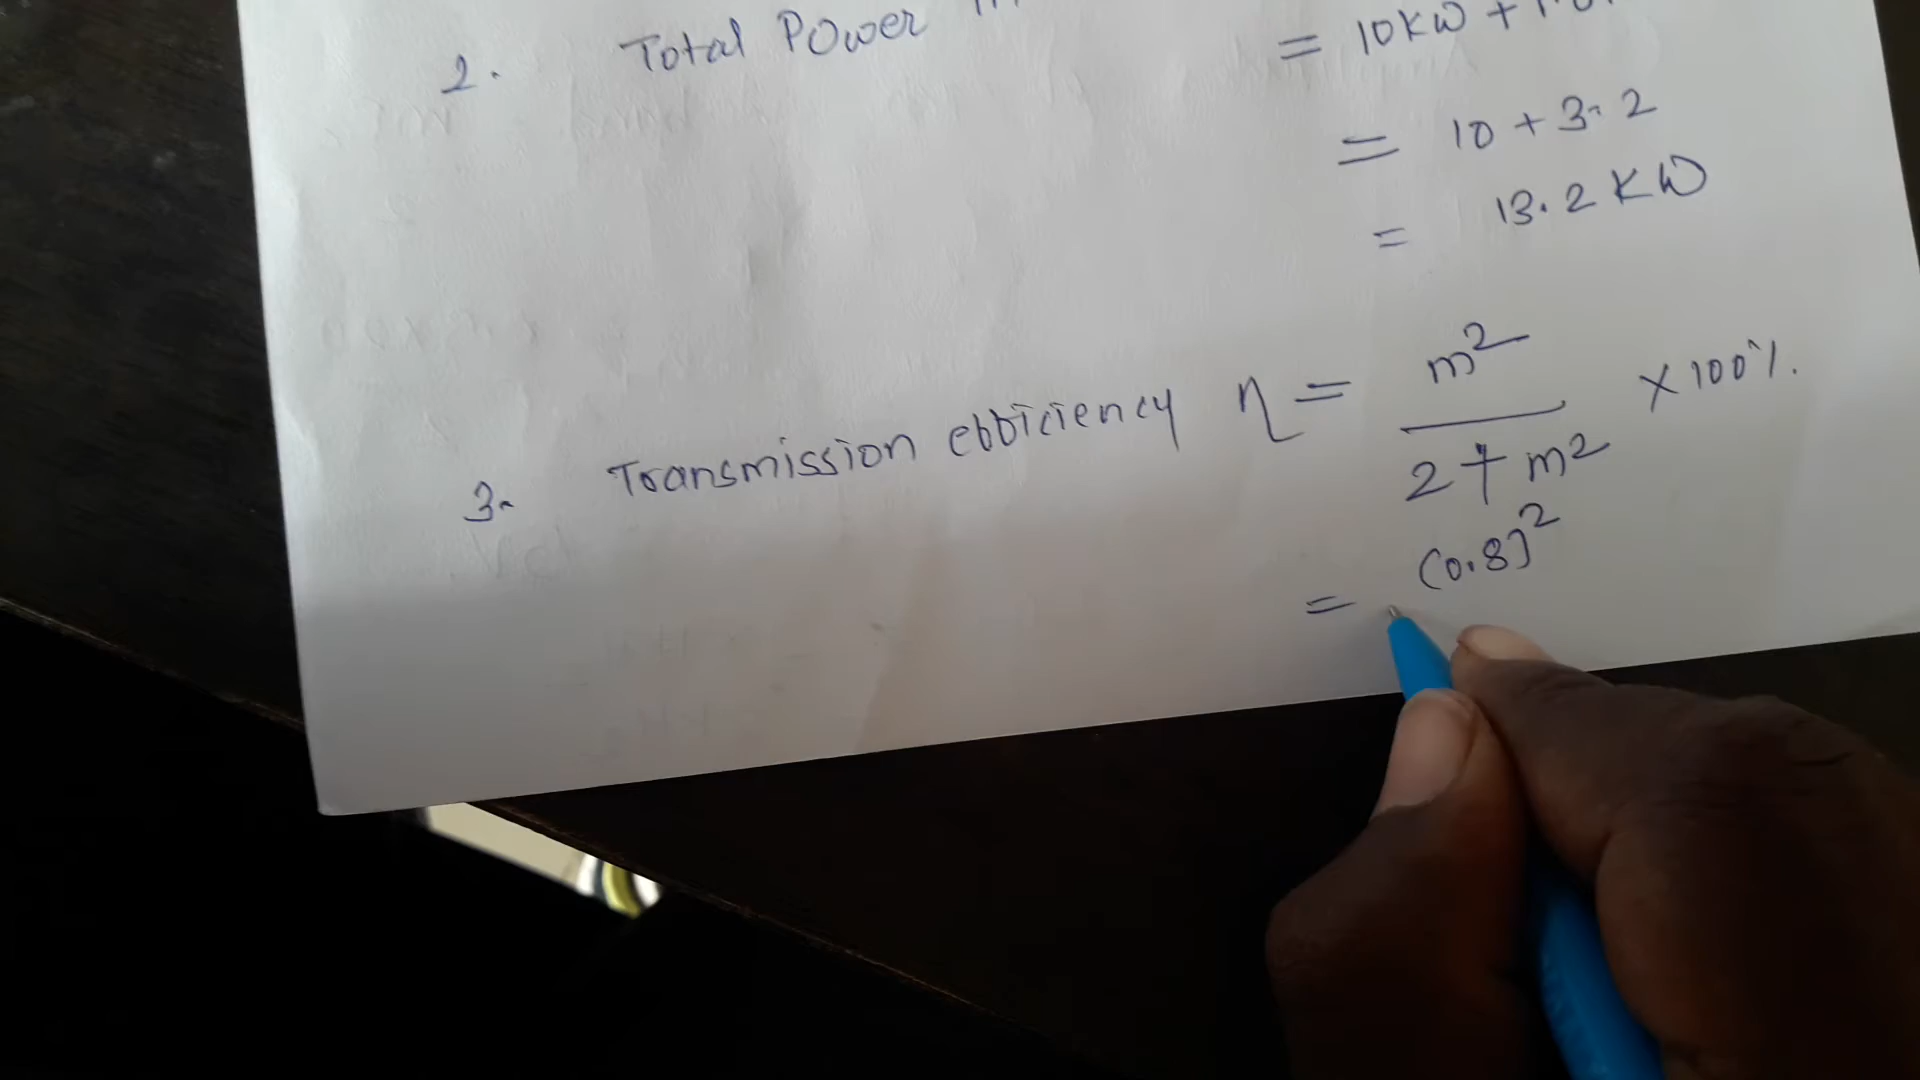 2. Total Power
= 10KW +
= 10 + 3.2
= 13.2 KW
3. Transmission efficiency η = m² / 2 + m² × 100%.
= (0.8)²